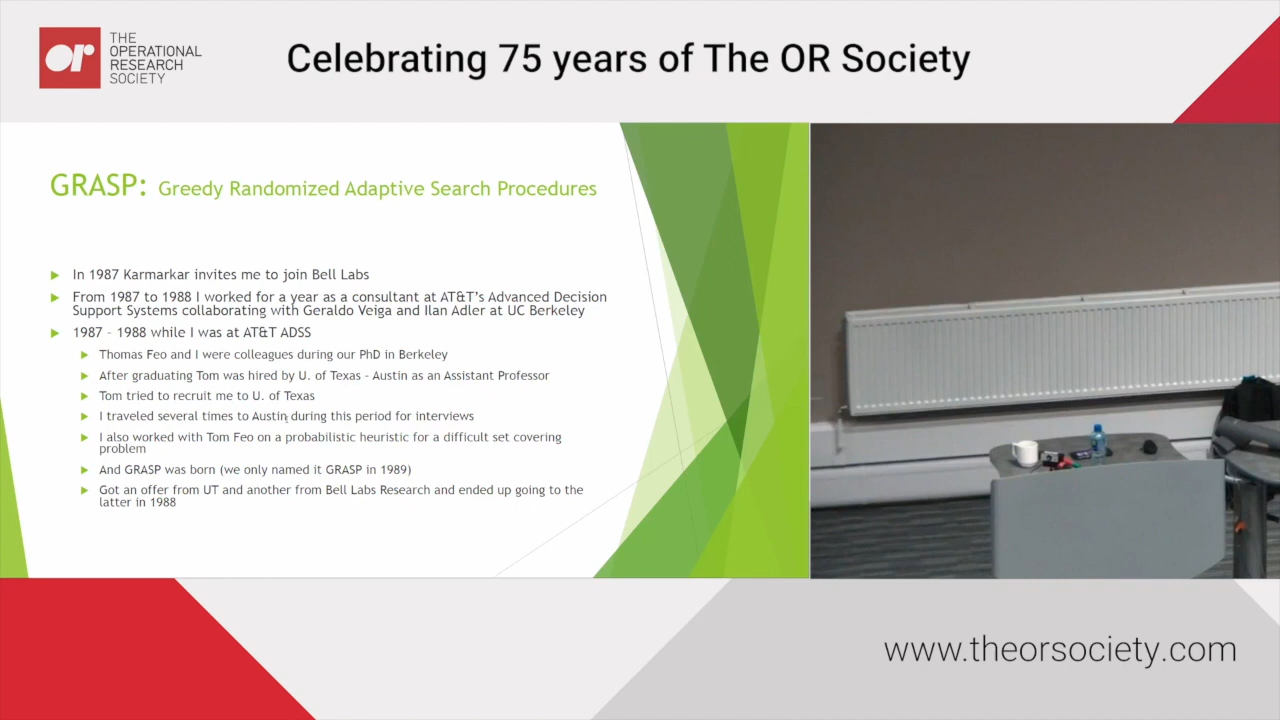 or
THE
OPERATIONAL
RESEARCH
SOCIETY
Celebrating 75 years of The OR Society
GRASP: Greedy Randomized Adaptive Search Procedures
In 1987 Karmarkar invites me to join Bell Labs
From 1987 to 1988 I worked for a year as a consultant at AT&T's Advanced Decision
Support Systems collaborating with Geraldo Veiga and Ilan Adler at UC Berkeley
1987 - 1988 while I was at AT&T ADSS
Thomas Feo and I were colleagues during our PhD in Berkeley
After graduating Tom was hired by U. of Texas - Austin as an Assistant Professor
Tom tried to recruit me to U. of Texas
I traveled several times to Austin during this period for interviews
I also worked with Tom Feo on a probabilistic heuristic for a difficult set covering
problem
And GRASP was born (we only named it GRASP in 1989)
Got an offer from UT and another from Bell Labs Research and ended up going to the
latter in 1988
www.theorsociety.com